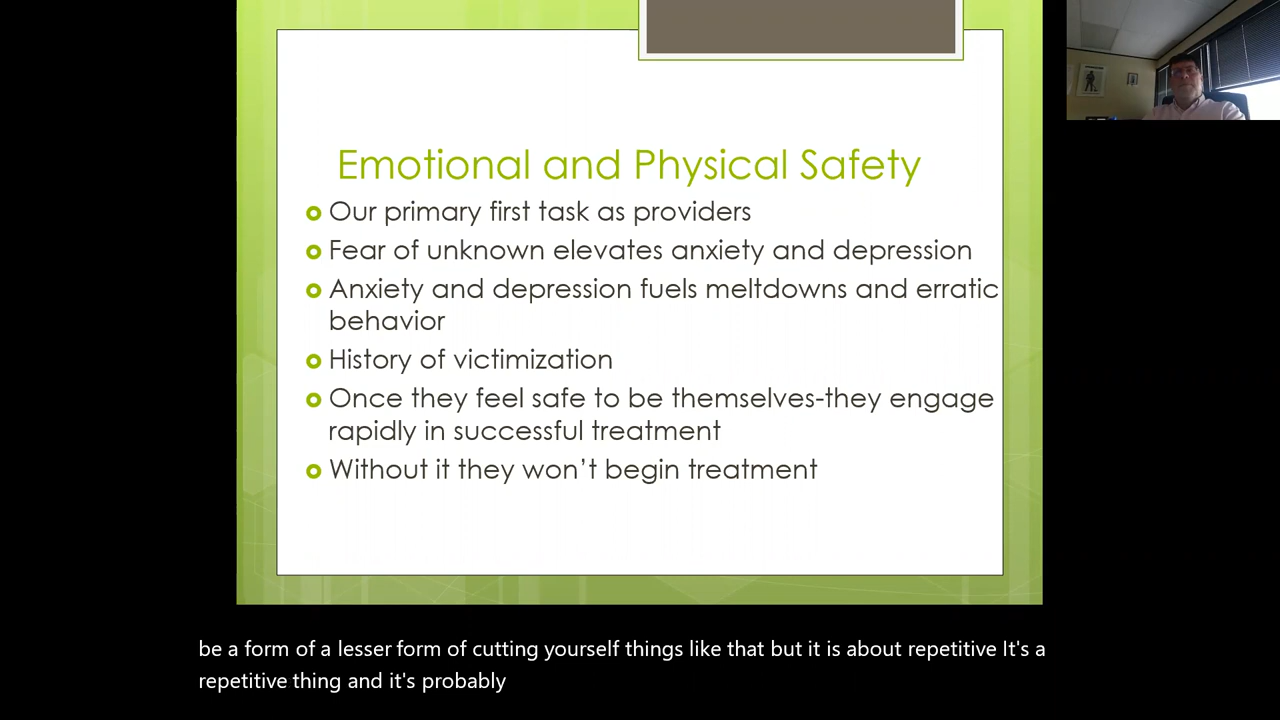 Emotional and Physical Safety
Our primary first task as providers
Fear of unknown elevates anxiety and depression
Anxiety and depression fuels meltdowns and erratic
behavior
History of victimization
Once they feel safe to be themselves-they engage
rapidly in successful treatment
Without it they won’t begin treatment
be a form of a lesser form of cutting yourself things like that but it is about repetitive It's a
repetitive thing and it's probably